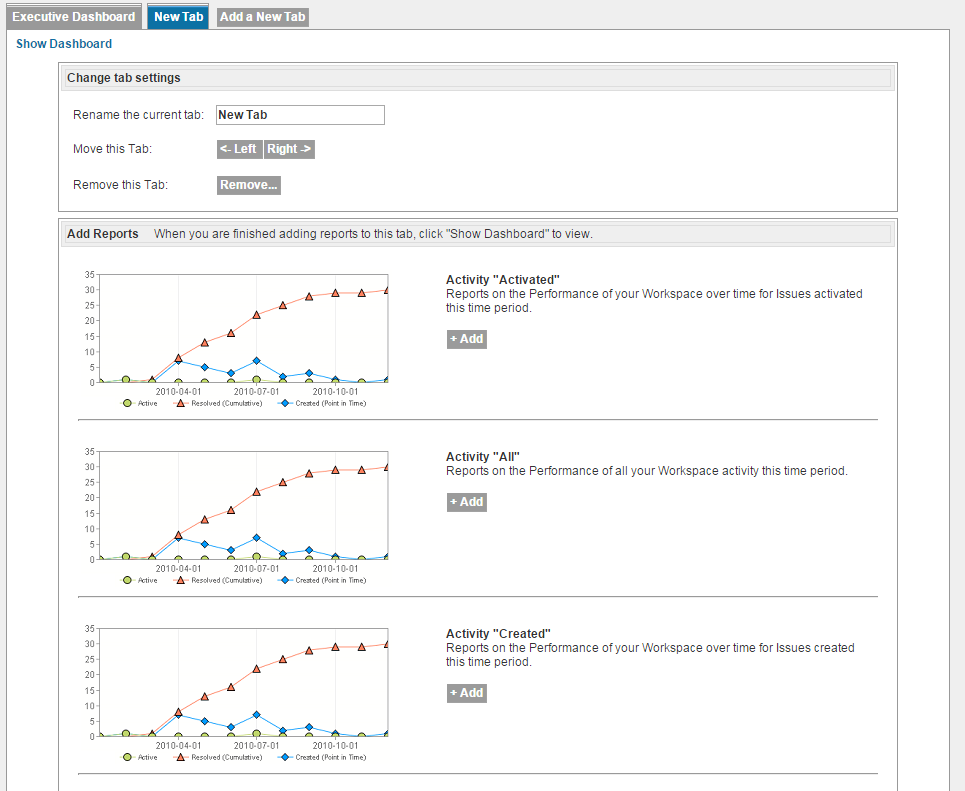 Executive Dashboard New Tab Add a New Tab
Show Dashboard
Change tab settings
Rename the current tab: New Tab
Move this Tab: <- Left Right ->
Remove this Tab: Remove...
Add Reports When you are finished adding reports to this tab, click "Show Dashboard" to view.
35
30
25
20
15
10
5
0
2010-04-01 2010-07-01 2010-10-01
Active Resolved (Cumulative) Created (Point in Time)
Activity "Activated"
Reports on the Performance of your Workspace over time for Issues activated
this time period.
+ Add
35
30
25
20
15
10
5
0
2010-04-01 2010-07-01 2010-10-01
Active Resolved (Cumulative) Created (Point in Time)
Activity "All"
Reports on the Performance of all your Workspace activity this time period.
+ Add
35
30
25
20
15
10
5
0
2010-04-01 2010-07-01 2010-10-01
Active Resolved (Cumulative) Created (Point in Time)
Activity "Created"
Reports on the Performance of your Workspace over time for Issues created
this time period.
+ Add